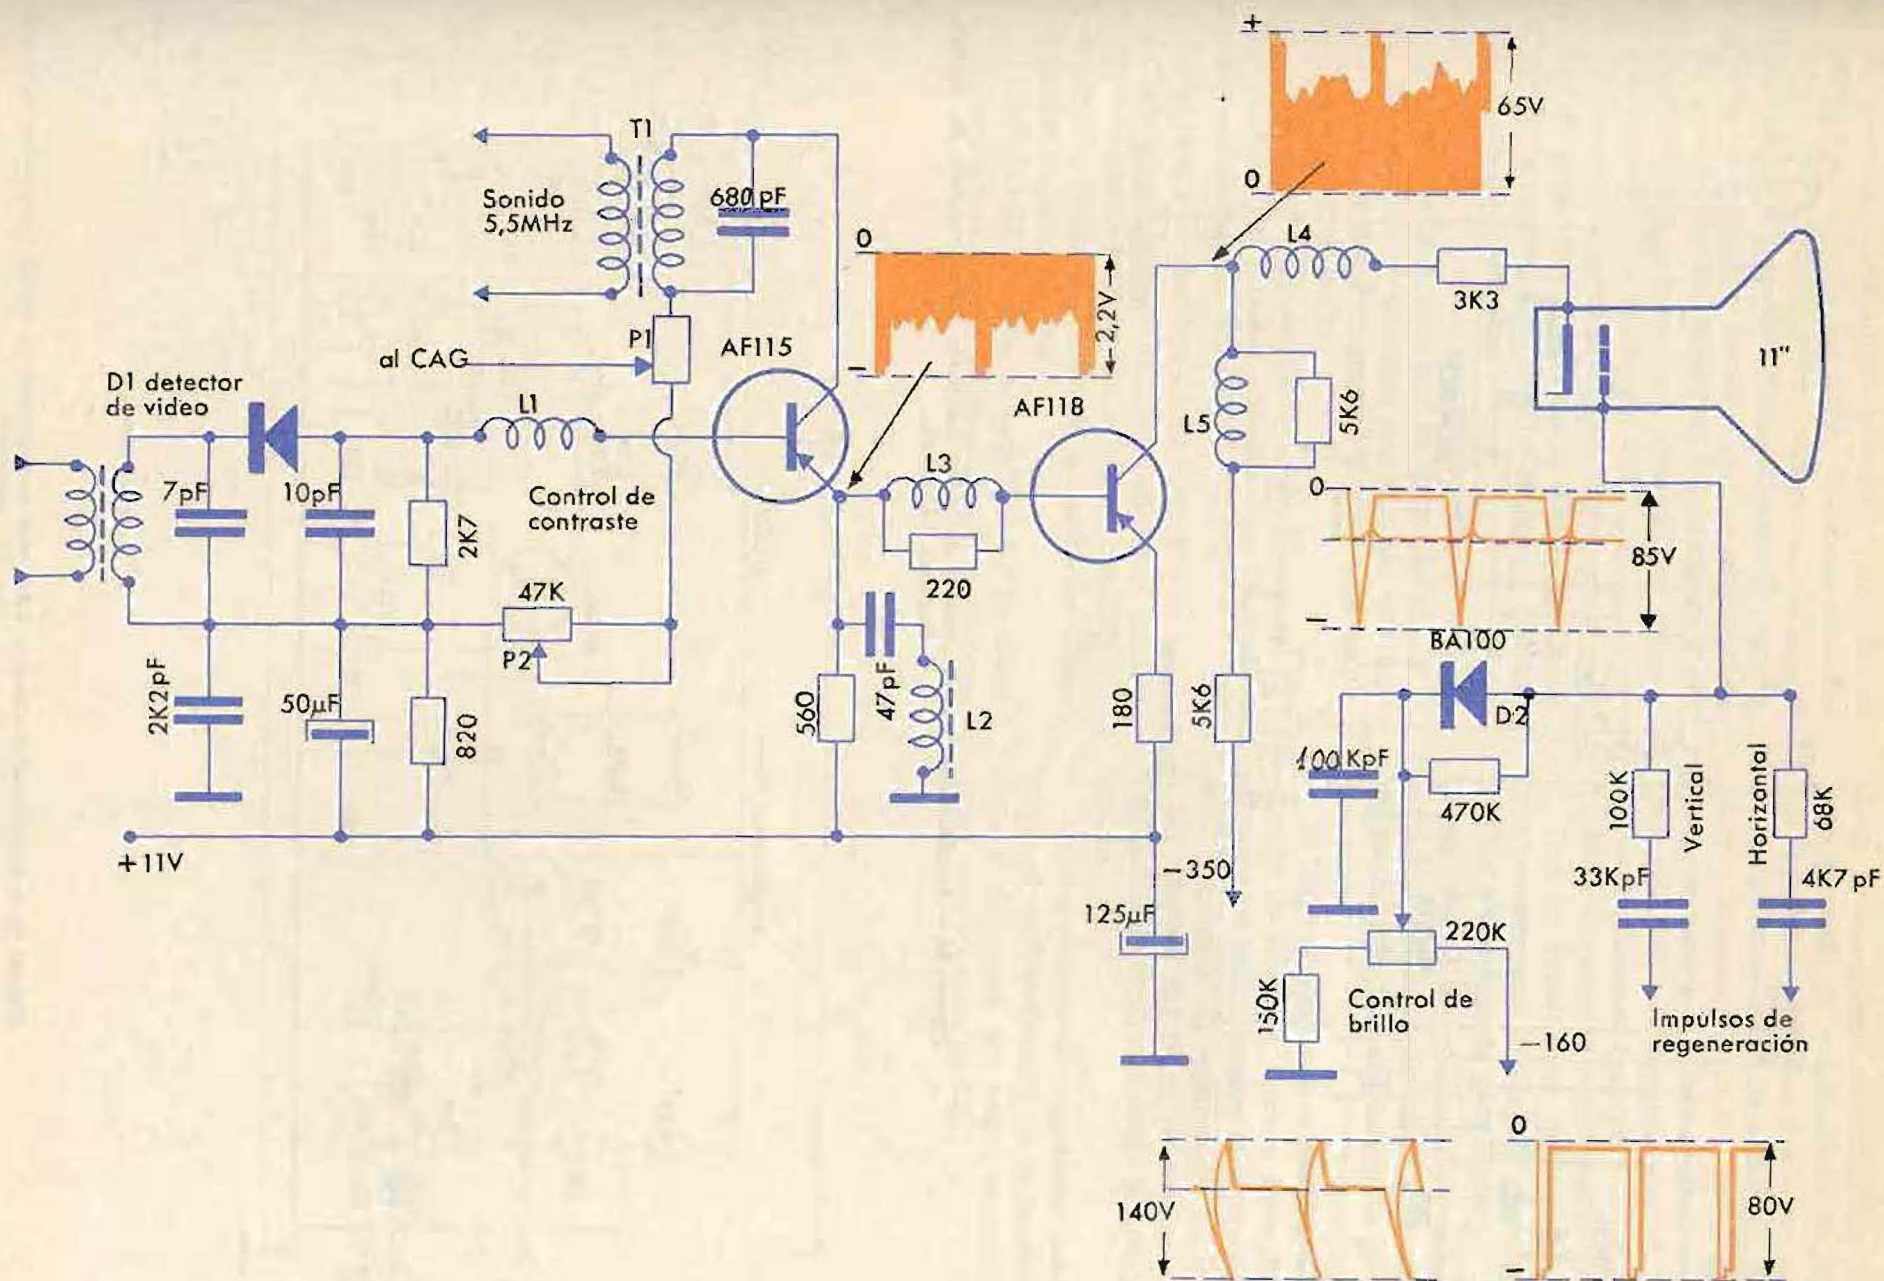 +
65V
0
T1
Sonido
5,5MHz
680pF
0
2,2V
−
L4
3K3
11"
P1
al CAG
AF115
D1 detector
de video
L1
AF118
L5
5K6
7pF
10pF
2K7
Control de
contraste
L3
220
0
85V
−
BA100
D2
47K
P2
2K2pF
50µF
820
560
47pF
L2
180
5K6
100KpF
470K
100K
Vertical
Horizontal
68K
+11V
−350
125µF
33KpF
4K7pF
220K
150K
Control de
brillo
−160
Impulsos de
regeneración
140V
0
80V
−